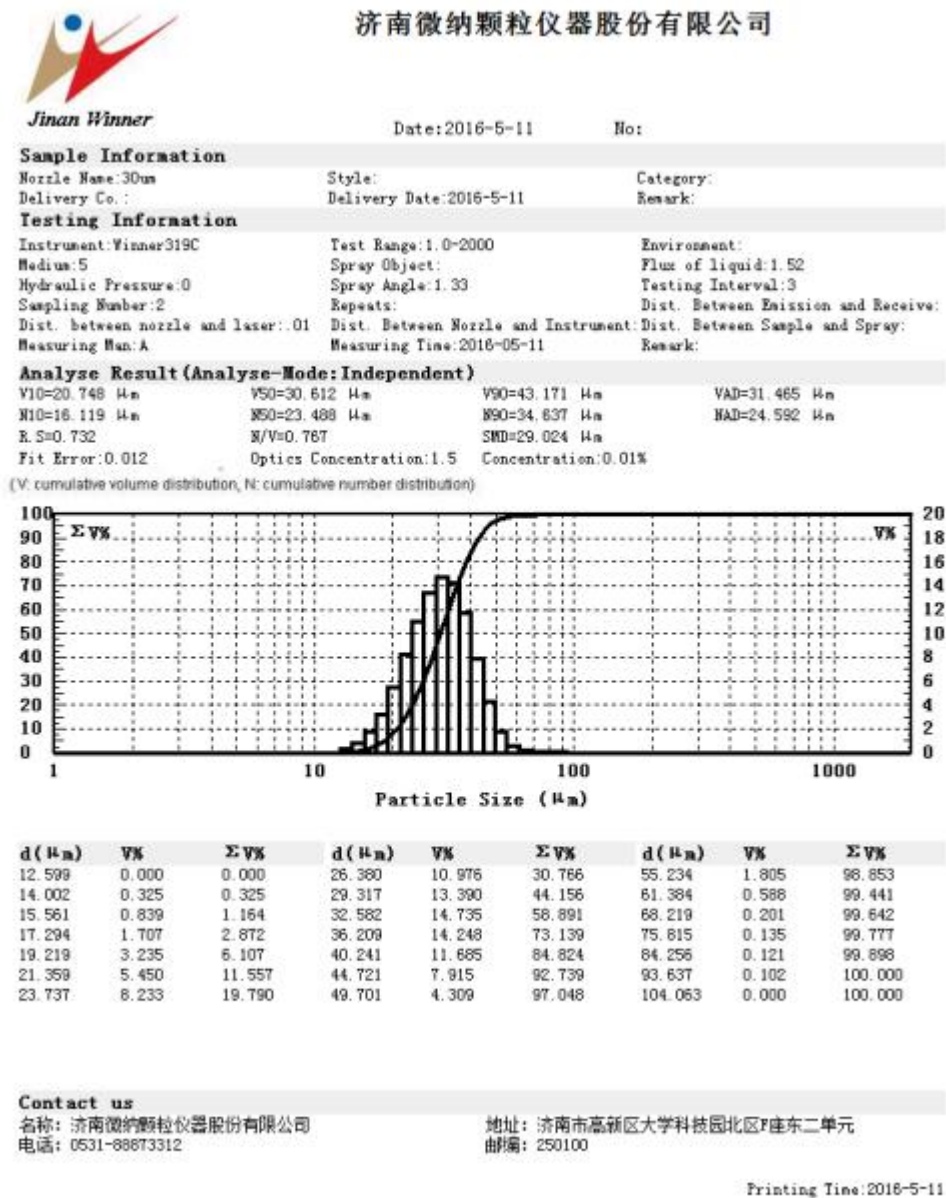 济南微纳颗粒仪器股份有限公司
Jinan Winner
Date:2016-5-11 No:
Sample Information
Nozzle Name:30um Style: Category:
Delivery Co.: Delivery Date:2016-5-11 Remark:
Testing Information
Instrument:Winner319C Test Range:1.0-2000 Environment:
Medium:5 Spray Object: Flux of liquid:1.52
Hydraulic Pressure:0 Spray Angle:1.33 Testing Interval:3
Sampling Number:2 Repeats: Dist. Between Emission and Receive:
Dist. between nozzle and laser:.01 Dist. Between Nozzle and Instrument: Dist. Between Sample and Spray:
Measuring Man:A Measuring Time:2016-05-11 Remark:
Analyse Result(Analyse-Mode:Independent)
V10=20.748 μm V50=30.612 μm V90=43.171 μm VAD=31.465 μm
N10=16.119 μm N50=23.488 μm N90=34.637 μm NAD=24.592 μm
R.S=0.732 N/V=0.767 SMD=29.024 μm
Fit Error:0.012 Optics Concentration:1.5 Concentration:0.01%
(V: cumulative volume distribution, N: cumulative number distribution)
100 ΣV% V% 20
90 18
80 16
70 14
60 12
50 10
40 8
30 6
20 4
10 2
0 0
1 10 100 1000
Particle Size (μm)
d(μm) V% ΣV% d(μm) V% ΣV% d(μm) V% ΣV%
12.599 0.000 0.000 26.380 10.976 30.766 55.234 1.805 98.853
14.002 0.325 0.325 29.317 13.390 44.156 61.384 0.588 99.441
15.561 0.839 1.164 32.582 14.735 58.891 68.219 0.201 99.642
17.294 1.707 2.872 36.209 14.248 73.139 75.815 0.135 99.777
19.219 3.235 6.107 40.241 11.685 84.824 84.256 0.121 99.898
21.359 5.450 11.557 44.721 7.915 92.739 93.637 0.102 100.000
23.737 8.233 19.790 49.701 4.309 97.048 104.063 0.000 100.000
Contact us
名称: 济南微纳颗粒仪器股份有限公司 地址: 济南市高新区大学科技园北区F座东二单元
电话: 0531-88873312 邮编: 250100
Printing Time:2016-5-11